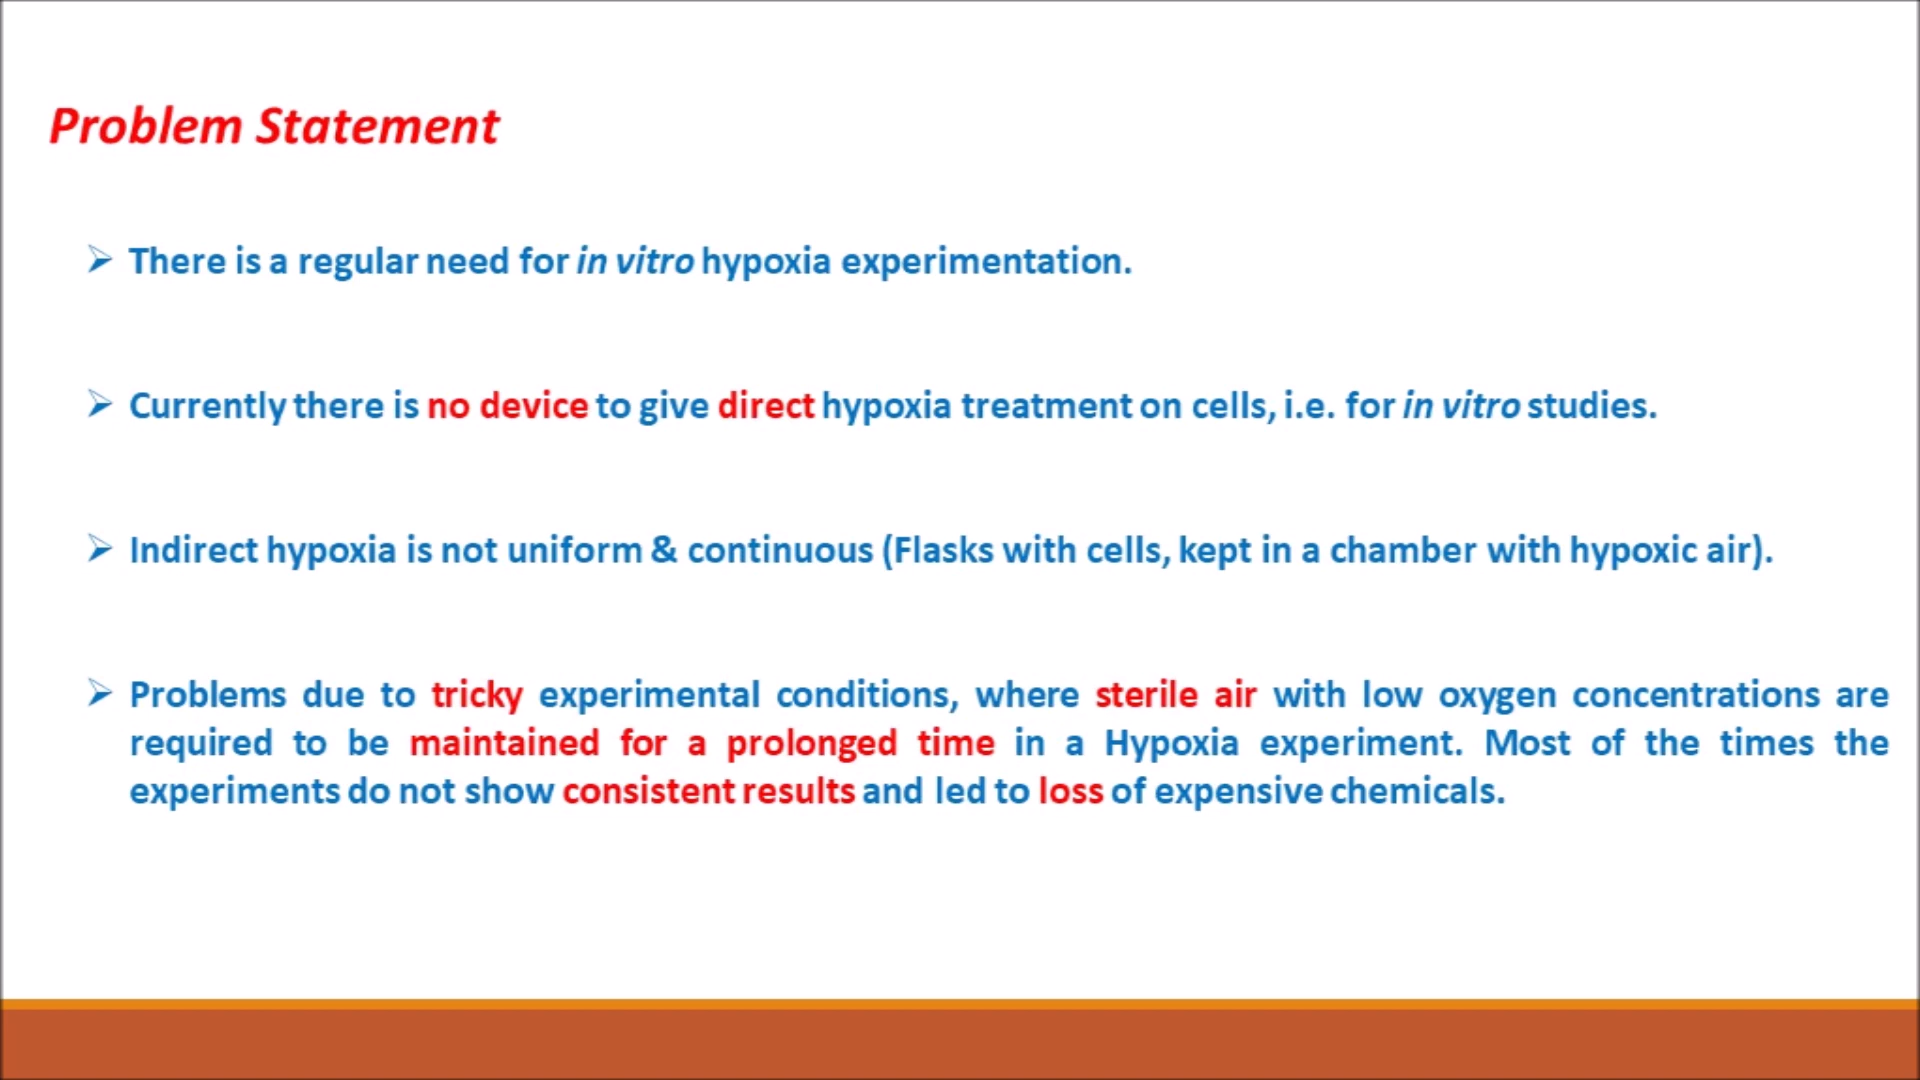 Problem Statement
There is a regular need for in vitro hypoxia experimentation.
Currently there is no device to give direct hypoxia treatment on cells, i.e. for in vitro studies.
Indirect hypoxia is not uniform & continuous (Flasks with cells, kept in a chamber with hypoxic air).
Problems due to tricky experimental conditions, where sterile air with low oxygen concentrations are
required to be maintained for a prolonged time in a Hypoxia experiment. Most of the times the
experiments do not show consistent results and led to loss of expensive chemicals.